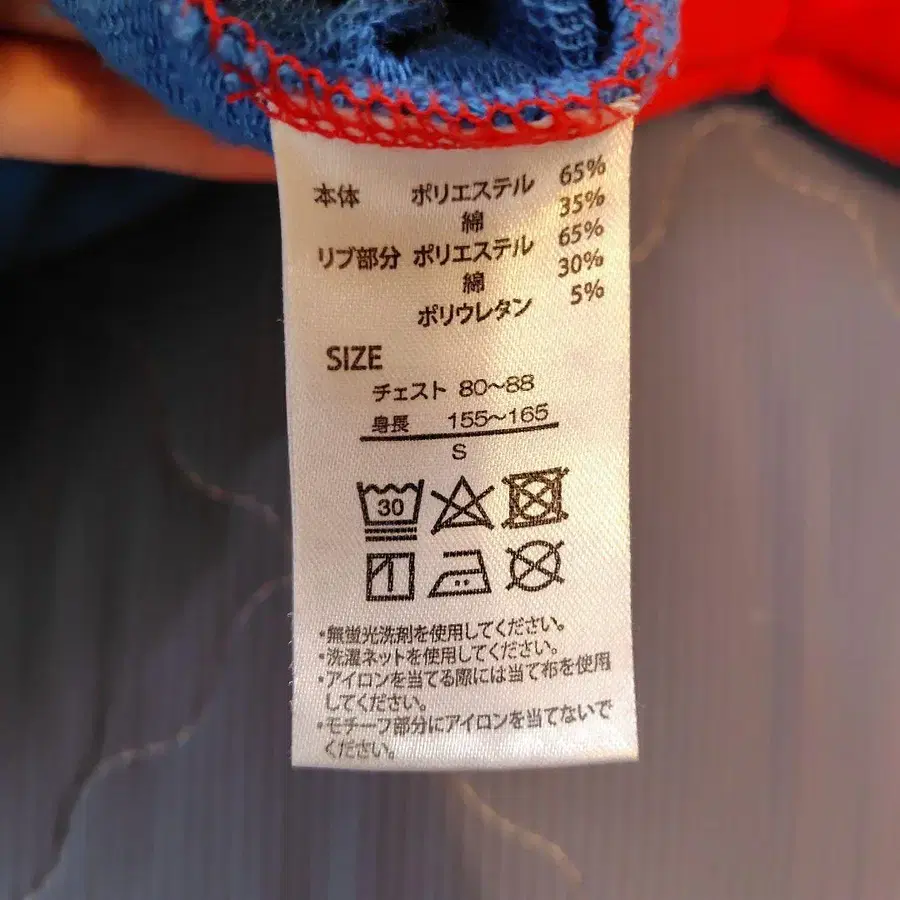 本体 ポリエステル 65%
綿 35%
リブ部分 ポリエステル 65%
綿 30%
ポリウレタン 5%
SIZE
チェスト 80〜88
身長 155〜165
S
30
・無蛍光洗剤を使用してください。
・洗濯ネットを使用してください。
・アイロンを当てる際には当て布を使用
してください。
・モチーフ部分にアイロンを当てないで
ください。